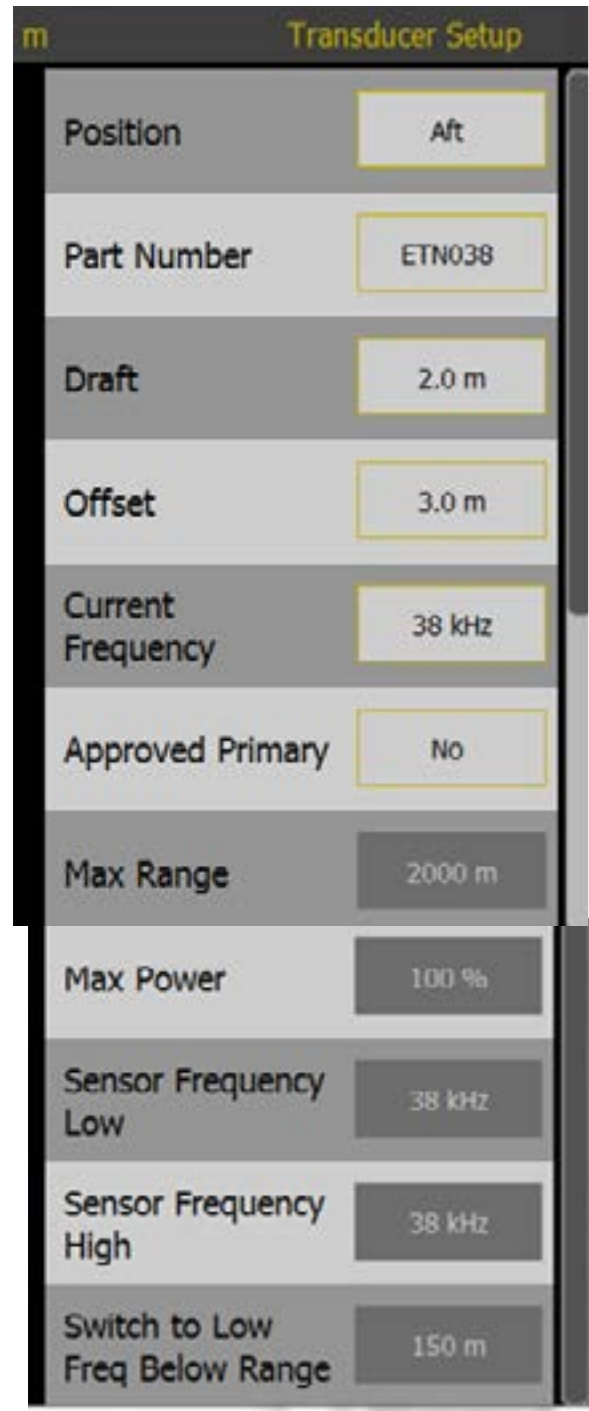 m Transducer Setup
Position Aft
Part Number ETN038
Draft 2.0 m
Offset 3.0 m
Current
Frequency 38 kHz
Approved Primary No
Max Range 2000 m
Max Power 100 %
Sensor Frequency
Low 38 kHz
Sensor Frequency
High 38 kHz
Switch to Low
Freq Below Range 150 m